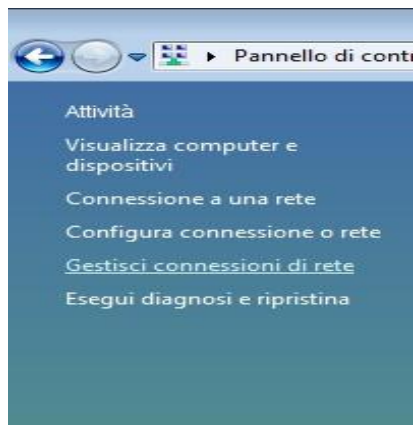 Pannello di cont
Attività
Visualizza computer e
dispositivi
Connessione a una rete
Configura connessione o rete
Gestisci connessioni di rete
Esegui diagnosi e ripristina